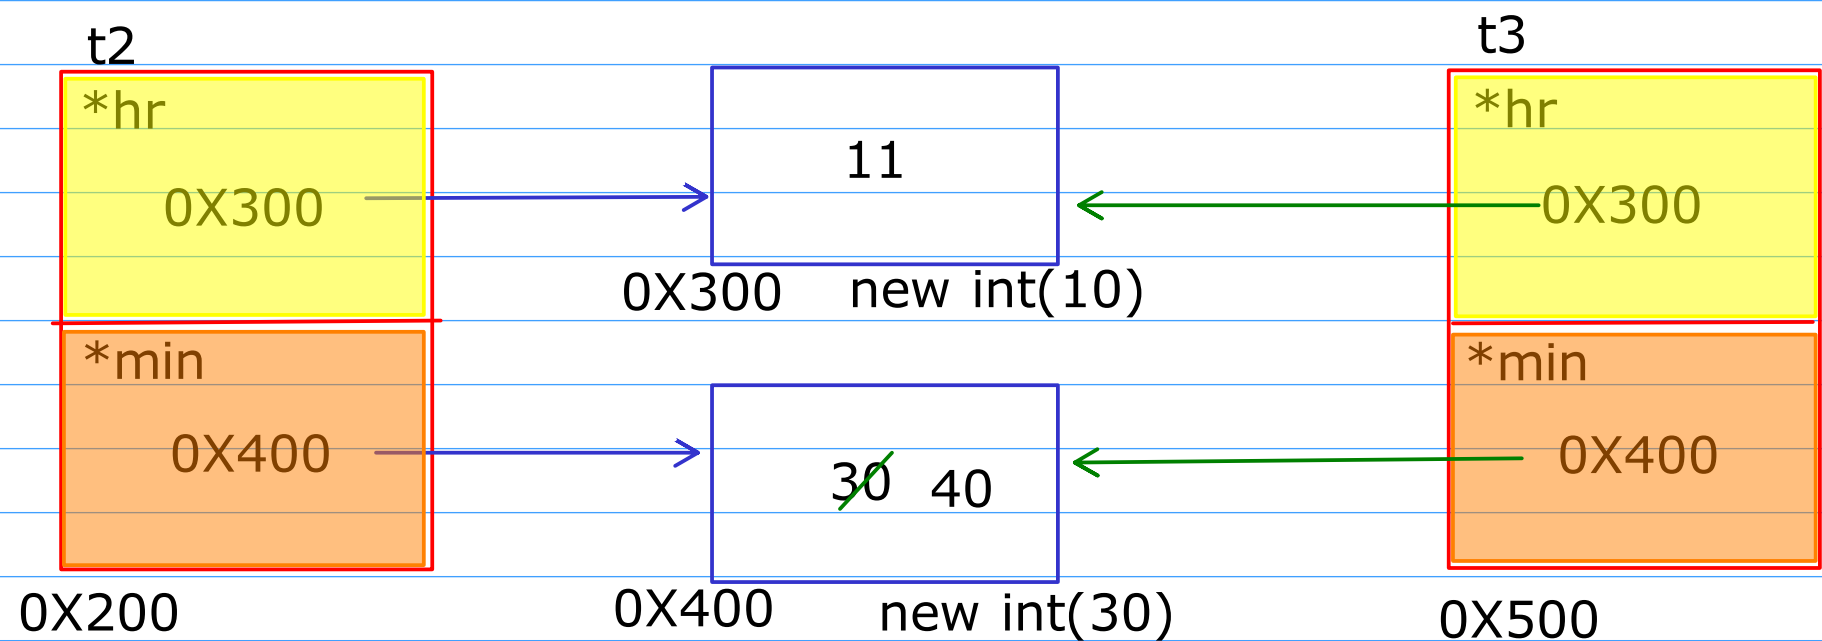 t2
*hr
0X300
*min
0X400
0X200
11
0X300 new int(10)
30 40
0X400 new int(30)
t3
*hr
0X300
*min
0X400
0X500